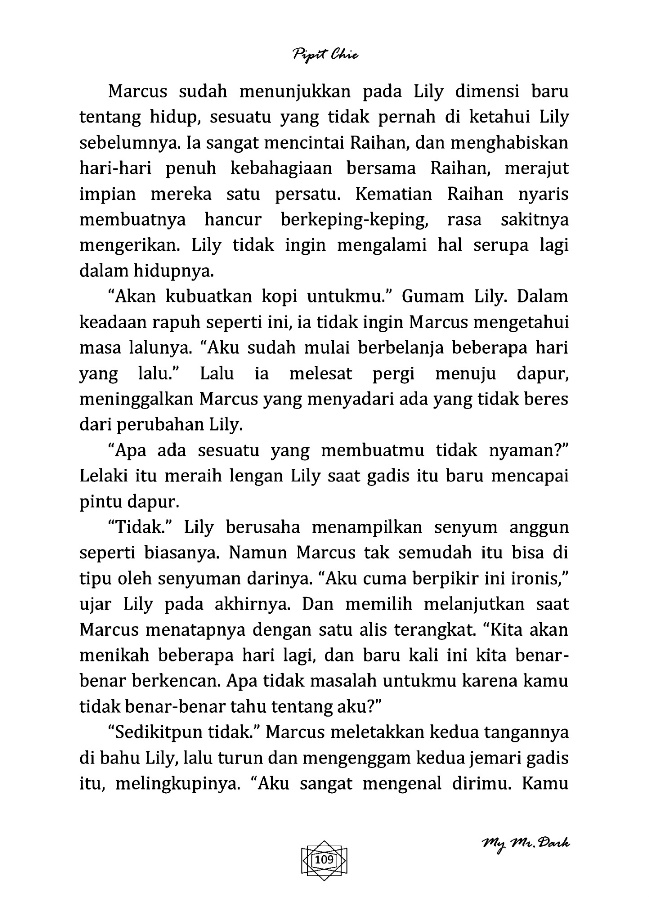 Pipit Chie
Marcus sudah menunjukkan pada Lily dimensi baru
tentang hidup, sesuatu yang tidak pernah di ketahui Lily
sebelumnya. Ia sangat mencintai Raihan, dan menghabiskan
hari-hari penuh kebahagiaan bersama Raihan, merajut
impian mereka satu persatu. Kematian Raihan nyaris
membuatnya hancur berkeping-keping, rasa sakitnya
mengerikan. Lily tidak ingin mengalami hal serupa lagi
dalam hidupnya.
“Akan kubuatkan kopi untukmu.” Gumam Lily. Dalam
keadaan rapuh seperti ini, ia tidak ingin Marcus mengetahui
masa lalunya. “Aku sudah mulai berbelanja beberapa hari
yang lalu.” Lalu ia melesat pergi menuju dapur,
meninggalkan Marcus yang menyadari ada yang tidak beres
dari perubahan Lily.
“Apa ada sesuatu yang membuatmu tidak nyaman?”
Lelaki itu meraih lengan Lily saat gadis itu baru mencapai
pintu dapur.
“Tidak.” Lily berusaha menampilkan senyum anggun
seperti biasanya. Namun Marcus tak semudah itu bisa di
tipu oleh senyuman darinya. “Aku cuma berpikir ini ironis,”
ujar Lily pada akhirnya. Dan memilih melanjutkan saat
Marcus menatapnya dengan satu alis terangkat. “Kita akan
menikah beberapa hari lagi, dan baru kali ini kita benar-
benar berkencan. Apa tidak masalah untukmu karena kamu
tidak benar-benar tahu tentang aku?”
“Sedikitpun tidak.” Marcus meletakkan kedua tangannya
di bahu Lily, lalu turun dan mengenggam kedua jemari gadis
itu, melingkupinya. “Aku sangat mengenal dirimu. Kamu
My Mr. Dark
109